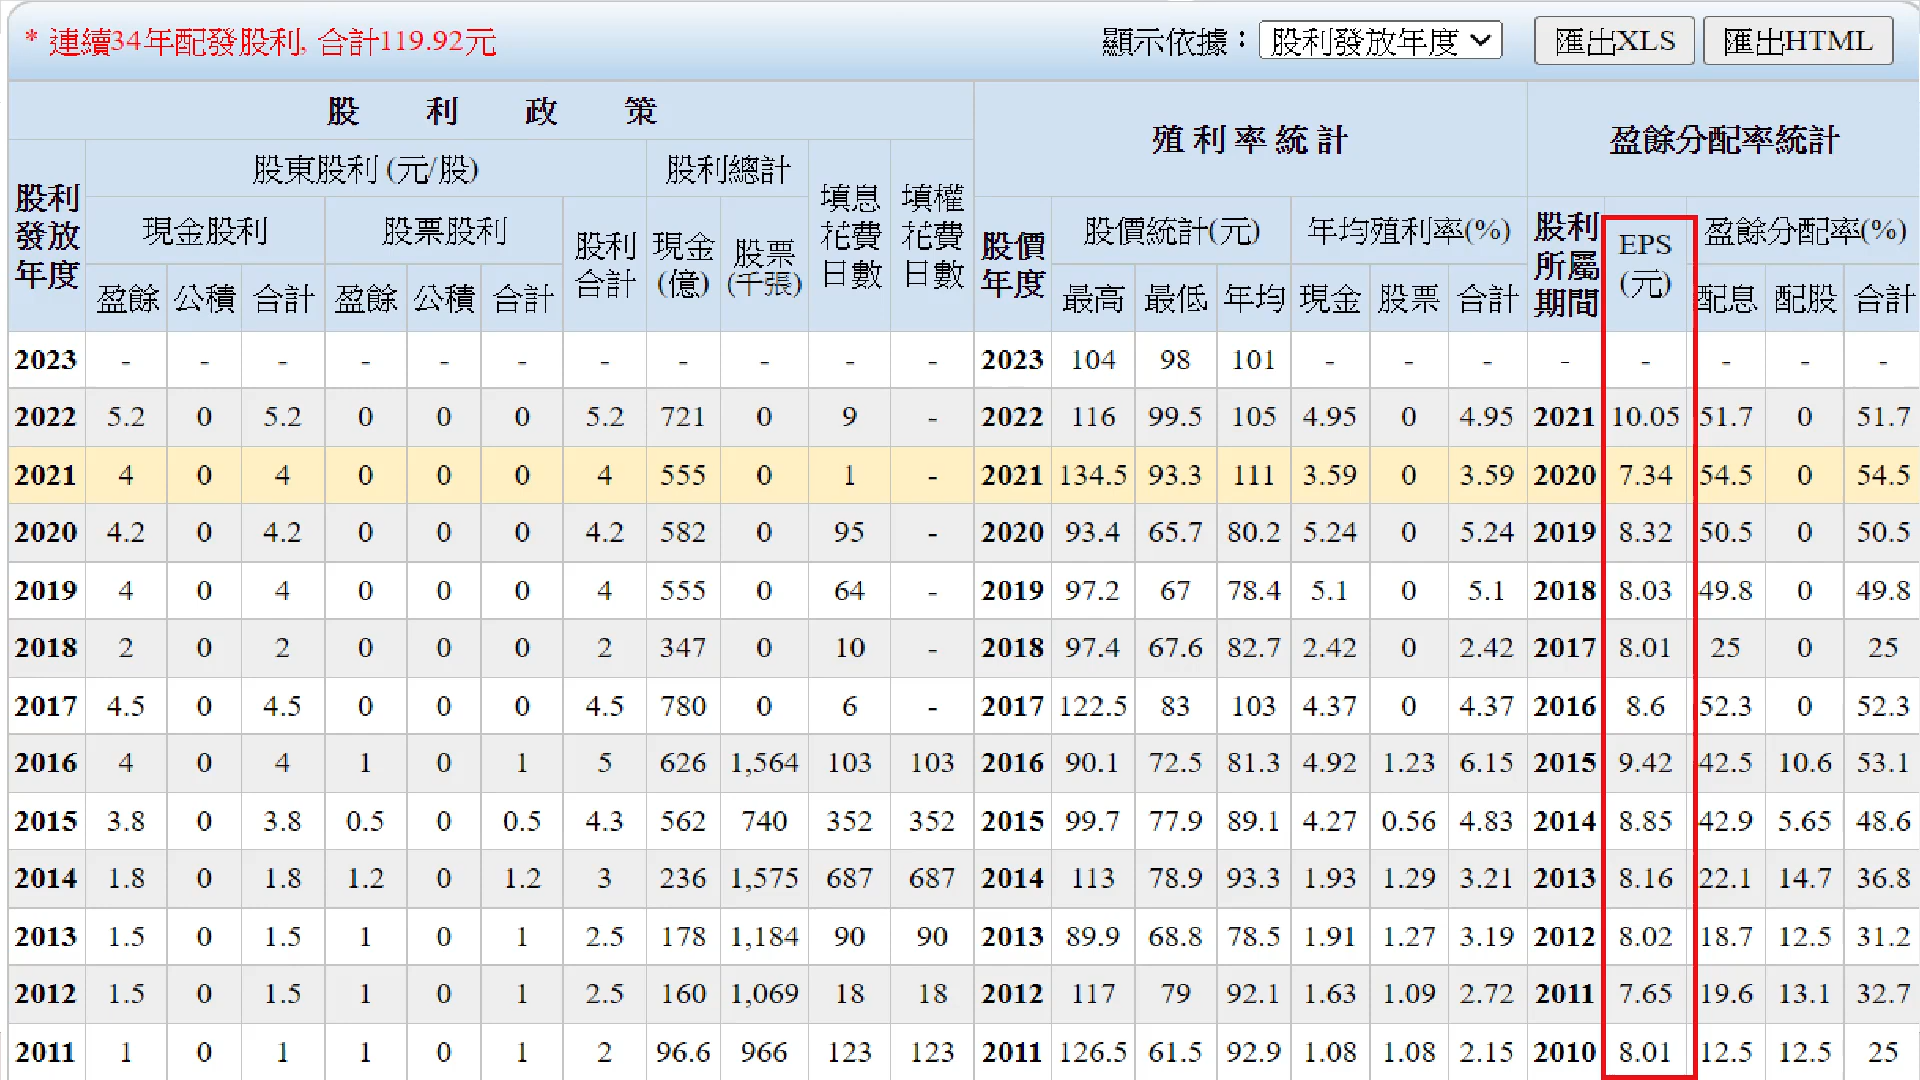 * 連續34年配發股利, 合計119.92元 顯示依據： 股利發放年度 匯出XLS 匯出HTML
股 利 政 策 殖利率統計 盈餘分配率統計
股利發放年度 股東股利 (元/股) 股利總計 填息花費日數 填權花費日數
現金股利 股票股利 股利合計 現金(億) 股票(千張) 股價年度 股價統計(元) 年均殖利率(%) 股利所屬期間 EPS(元) 盈餘分配率(%)
盈餘 公積 合計 盈餘 公積 合計 最高 最低 年均 現金 股票 合計 配息 配股 合計
2023 - - - - - - - - - - - 2023 104 98 101 - - - - - - - -
2022 5.2 0 5.2 0 0 0 5.2 721 0 9 - 2022 116 99.5 105 4.95 0 4.95 2021 10.05 51.7 0 51.7
2021 4 0 4 0 0 0 4 555 0 1 - 2021 134.5 93.3 111 3.59 0 3.59 2020 7.34 54.5 0 54.5
2020 4.2 0 4.2 0 0 0 4.2 582 0 95 - 2020 93.4 65.7 80.2 5.24 0 5.24 2019 8.32 50.5 0 50.5
2019 4 0 4 0 0 0 4 555 0 64 - 2019 97.2 67 78.4 5.1 0 5.1 2018 8.03 49.8 0 49.8
2018 2 0 2 0 0 0 2 347 0 10 - 2018 97.4 67.6 82.7 2.42 0 2.42 2017 8.01 25 0 25
2017 4.5 0 4.5 0 0 0 4.5 780 0 6 - 2017 122.5 83 103 4.37 0 4.37 2016 8.6 52.3 0 52.3
2016 4 0 4 1 0 1 5 626 1,564 103 103 2016 90.1 72.5 81.3 4.92 1.23 6.15 2015 9.42 42.5 10.6 53.1
2015 3.8 0 3.8 0.5 0 0.5 4.3 562 740 352 352 2015 99.7 77.9 89.1 4.27 0.56 4.83 2014 8.85 42.9 5.65 48.6
2014 1.8 0 1.8 1.2 0 1.2 3 236 1,575 687 687 2014 113 78.9 93.3 1.93 1.29 3.21 2013 8.16 22.1 14.7 36.8
2013 1.5 0 1.5 1 0 1 2.5 178 1,184 90 90 2013 89.9 68.8 78.5 1.91 1.27 3.19 2012 8.02 18.7 12.5 31.2
2012 1.5 0 1.5 1 0 1 2.5 160 1,069 18 18 2012 117 79 92.1 1.63 1.09 2.72 2011 7.65 19.6 13.1 32.7
2011 1 0 1 1 0 1 2 96.6 966 123 123 2011 126.5 61.5 92.9 1.08 1.08 2.15 2010 8.01 12.5 12.5 25